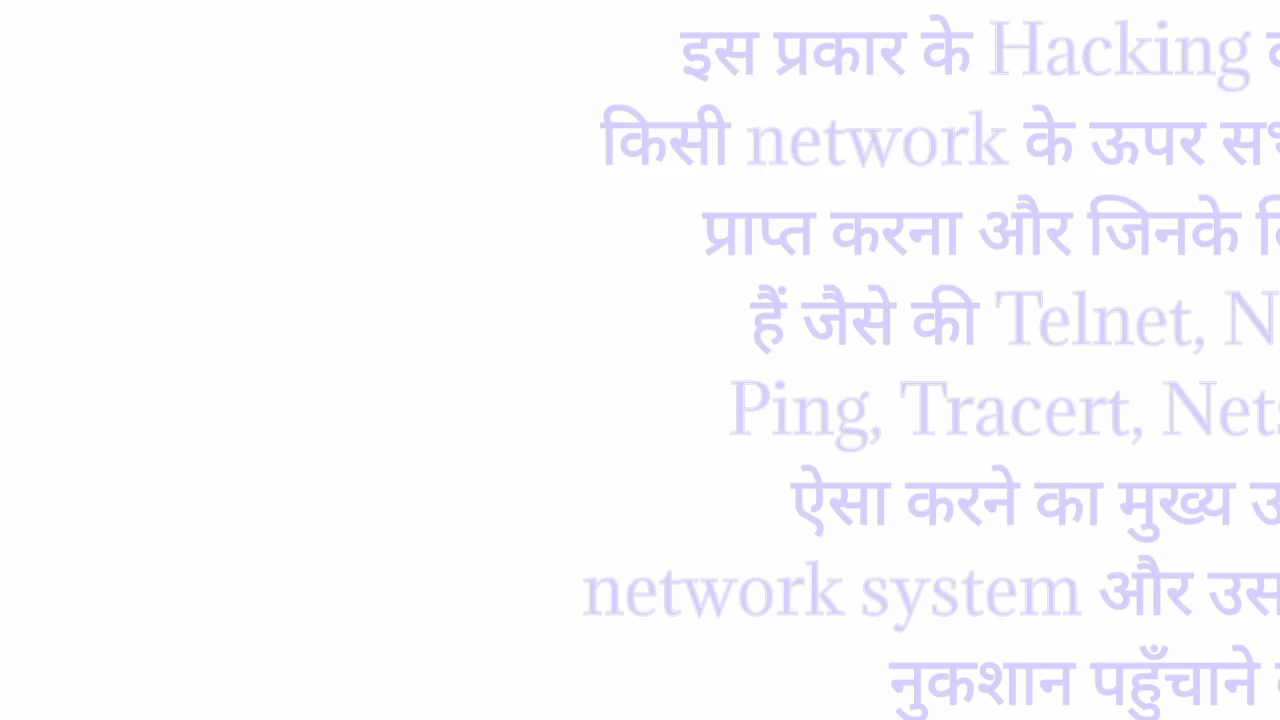 इस प्रकार के Hacking
किसी network के ऊपर
प्राप्त करना और जिनके
हैं जैसे की Telnet,
Ping, Tracert,
ऐसा करने का मुख्य
network system और
नुकशान पहुँचाने